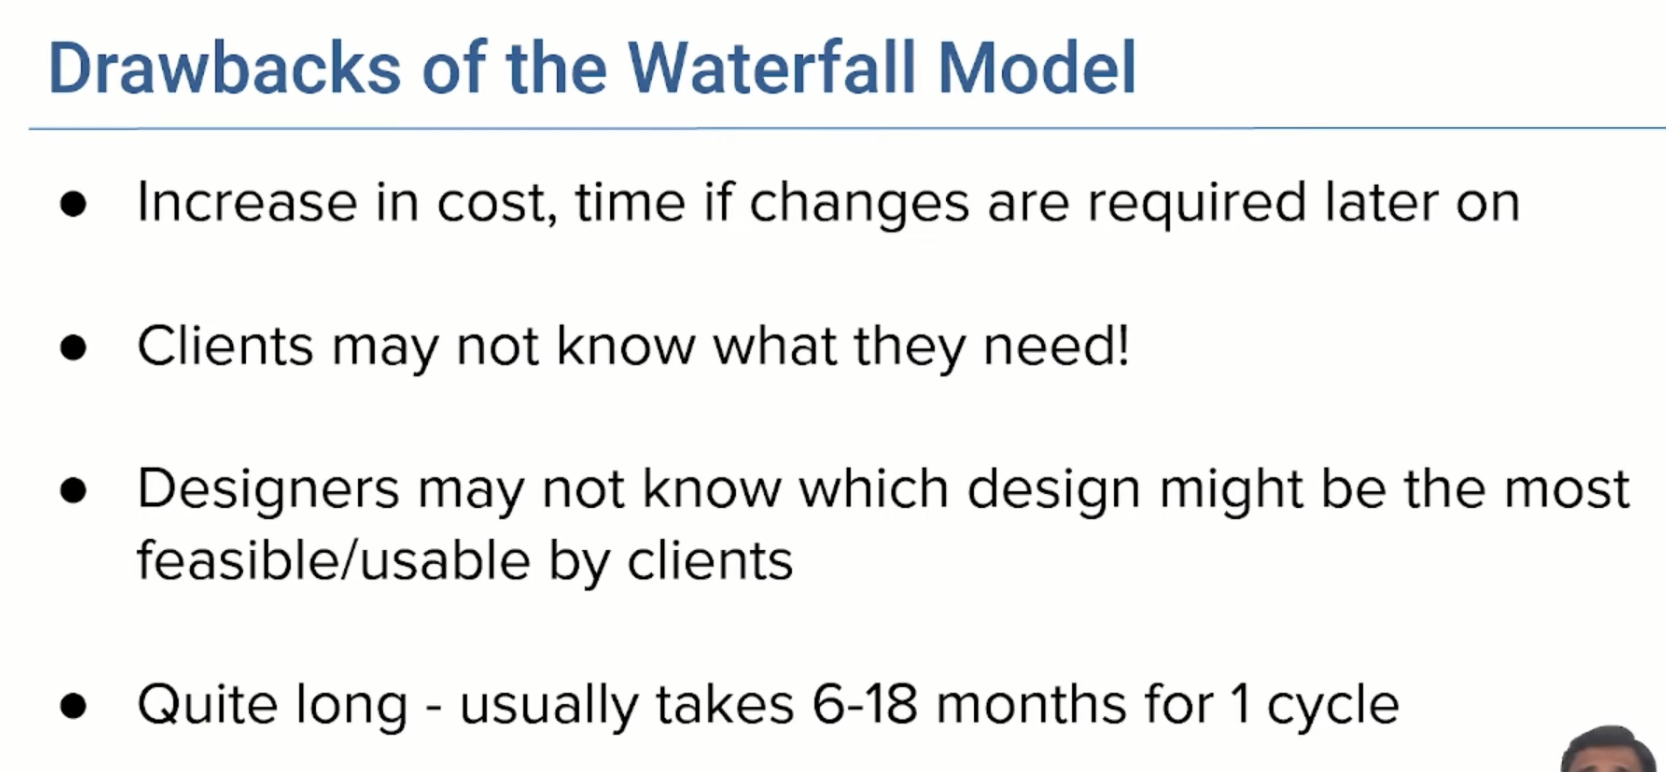 Drawbacks of the Waterfall Model
● Increase in cost, time if changes are required later on
● Clients may not know what they need!
● Designers may not know which design might be the most
feasible/usable by clients
● Quite long - usually takes 6-18 months for 1 cycle